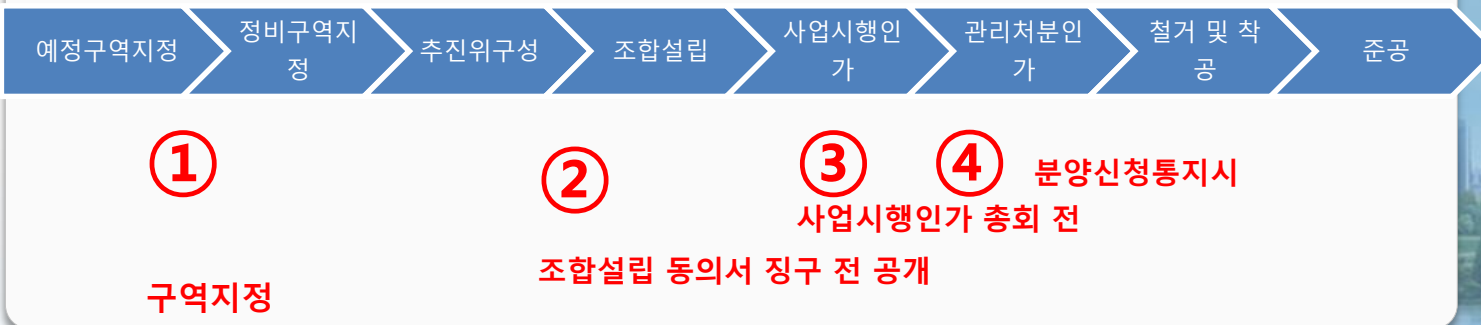 예정구역지정
정비구역지
정
추진위구성
조합설립
사업시행인
가
관리처분인
가
철거 및 착
공
준공
①
②
③
④ 분양신청통지시
사업시행인가 총회 전
조합설립 동의서 징구 전 공개
구역지정